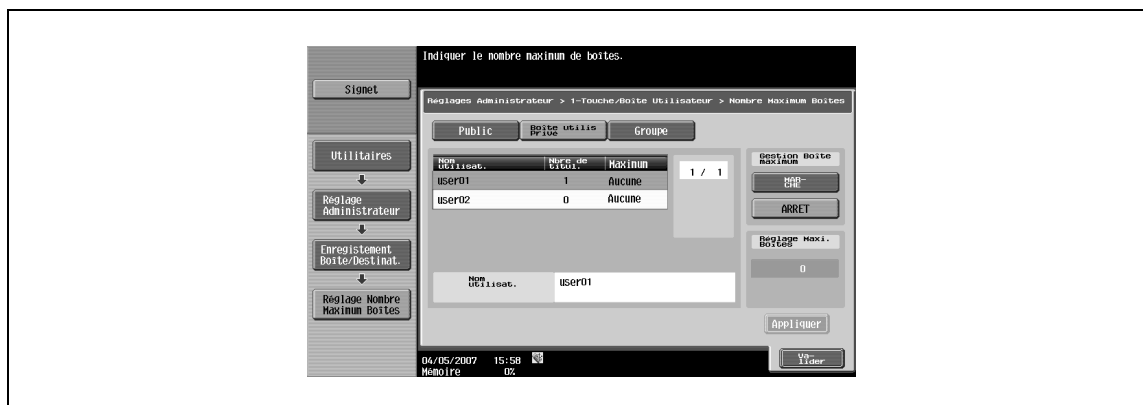 Indiquer le nombre maximum de boîtes.
Signet
Réglages Administrateur > 1-Touche/Boîte Utilisateur > Nombre Maximum Boîtes
Public
Boîte utilis
Privé
Groupe
Utilitaires
Réglage
Administrateur
Enregistement
Boîte/Destinat.
Réglage Nombre
Maximum Boîtes
Nom
utilisat.
Nbre de
titul.
Maximum
user01 1 Aucune
user02 0 Aucune
1 / 1
Nom
utilisat.
user01
Gestion Boîte
maximum
MAR-
CHE
ARRET
Réglage Maxi.
Boîtes
0
Appliquer
Va-
lider
04/05/2007 15:58
Mémoire 0%